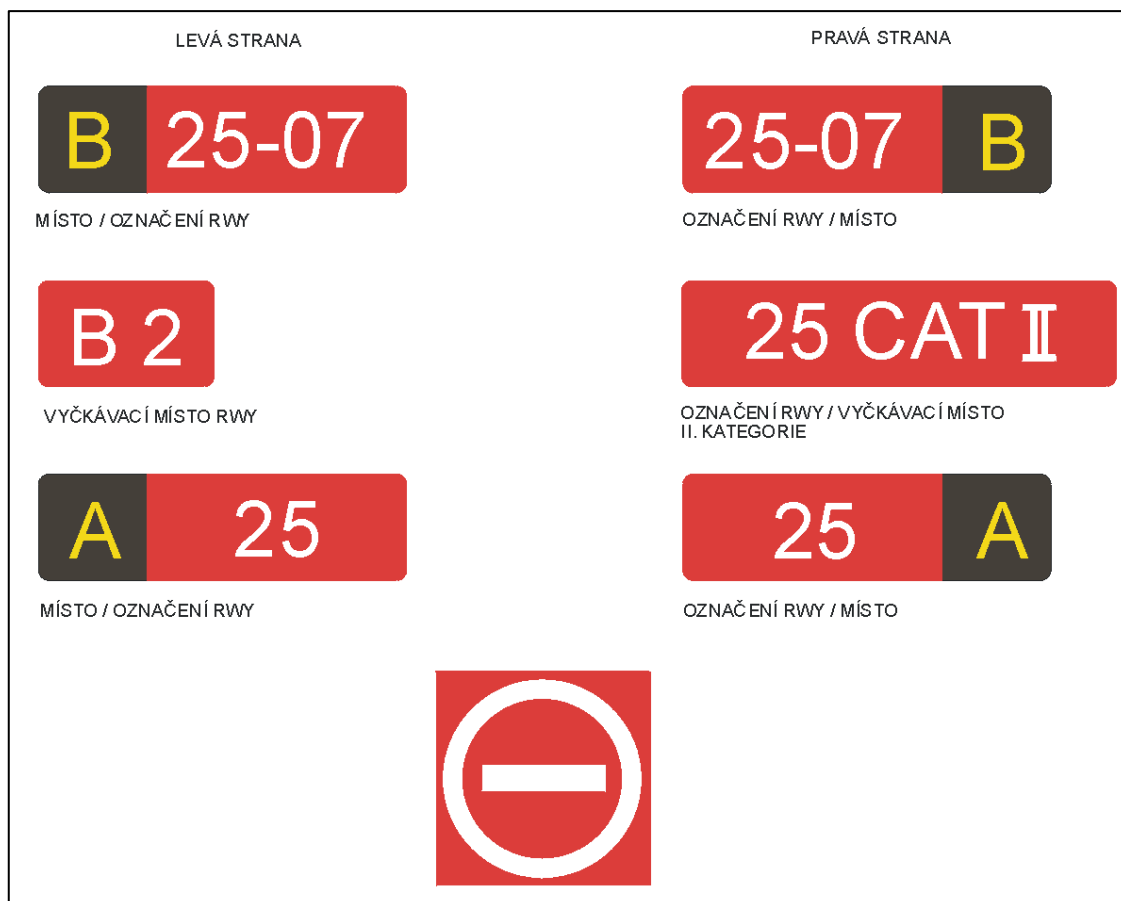 LEVÁ STRANA
PRAVÁ STRANA
B 25-07
25-07 B
MÍSTO / OZNAČENÍ RWY
OZNAČENÍ RWY / MÍSTO
B 2
25 CAT II
VYČKÁVACÍ MÍSTO RWY
OZNAČENÍ RWY / VYČKÁVACÍ MÍSTO
II. KATEGORIE
A 25
25 A
MÍSTO / OZNAČENÍ RWY
OZNAČENÍ RWY / MÍSTO